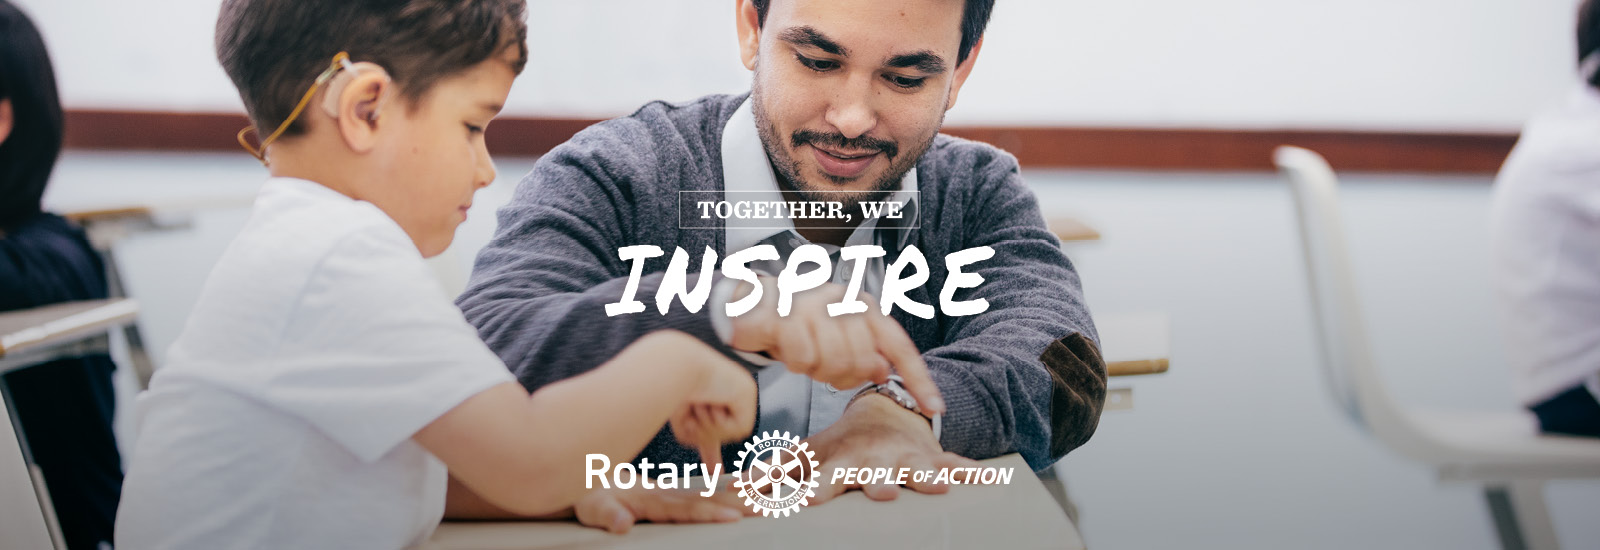 TOGETHER, WE
INSPIRE
Rotary
ROTARY
INTERNATIONAL
PEOPLE OF ACTION